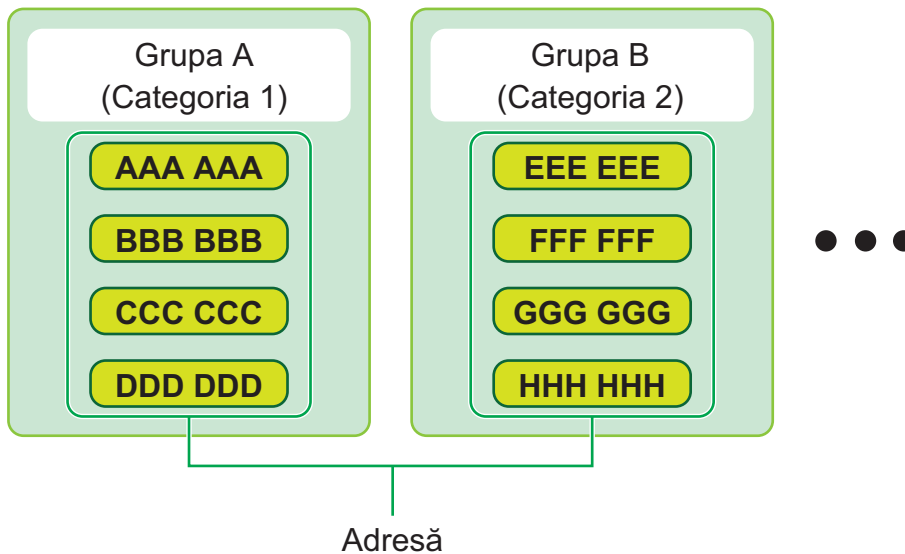 Grupa A
(Categoria 1)
AAA AAA
BBB BBB
CCC CCC
DDD DDD
Grupa B
(Categoria 2)
EEE EEE
FFF FFF
GGG GGG
HHH HHH
Adresă